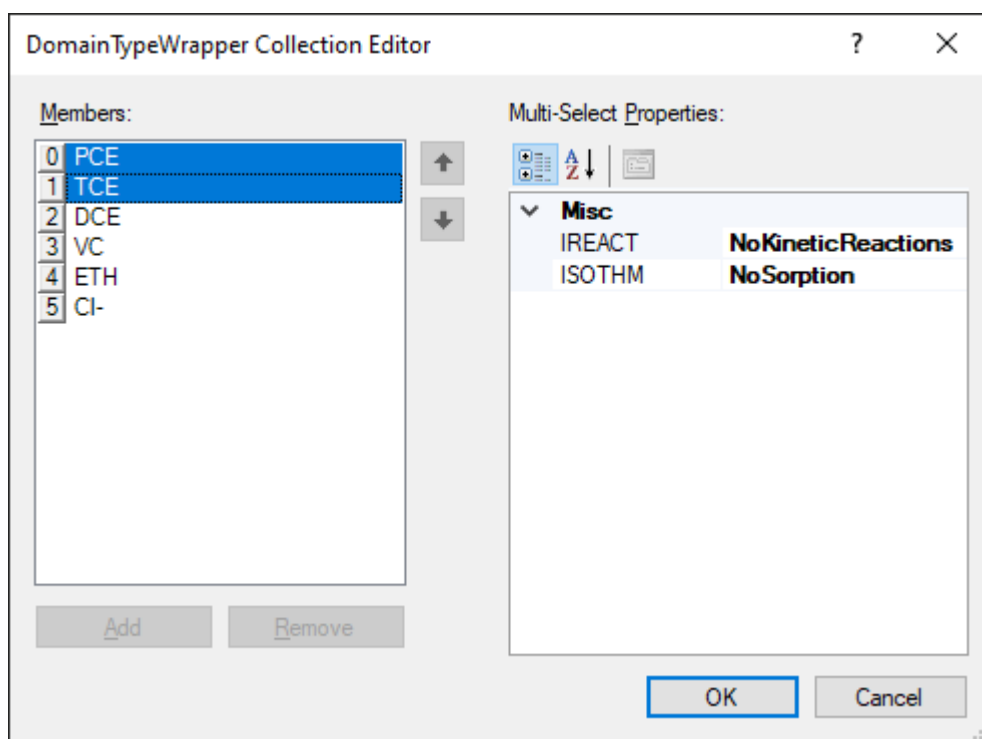 DomainTypeWrapper Collection Editor
?
Members:
Multi-Select Properties:
0 PCE
1 TCE
2 DCE
3 VC
4 ETH
5 Cl-
A
Z
Misc
IREACT NoKineticReactions
ISOTHM NoSorption
Add
Remove
OK
Cancel